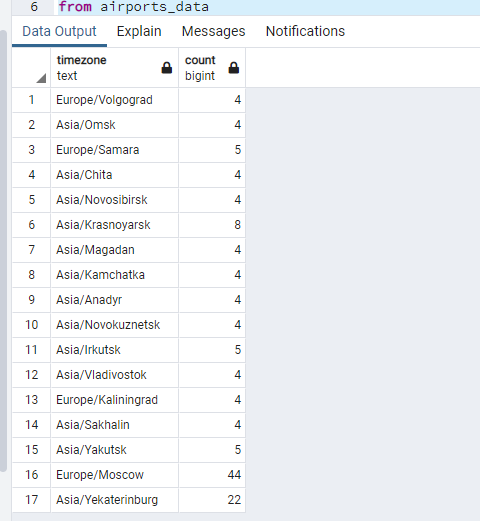 6 from airports_data
Data Output Explain Messages Notifications
timezone count
text bigint
1 Europe/Volgograd 4
2 Asia/Omsk 4
3 Europe/Samara 5
4 Asia/Chita 4
5 Asia/Novosibirsk 4
6 Asia/Krasnoyarsk 8
7 Asia/Magadan 4
8 Asia/Kamchatka 4
9 Asia/Anadyr 4
10 Asia/Novokuznetsk 4
11 Asia/Irkutsk 5
12 Asia/Vladivostok 4
13 Europe/Kaliningrad 4
14 Asia/Sakhalin 4
15 Asia/Yakutsk 5
16 Europe/Moscow 44
17 Asia/Yekaterinburg 22